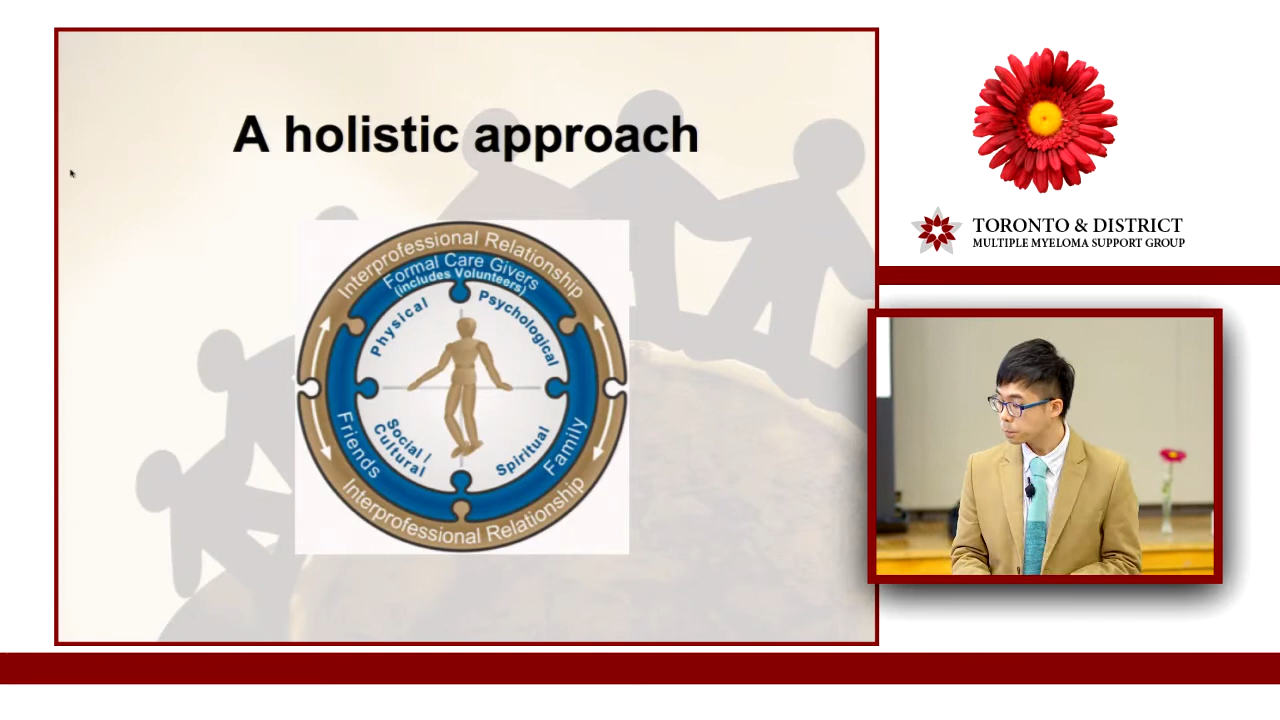 A holistic approach
Interprofessional Relationship
Formal Care Givers
(includes Volunteers)
Physical
Psychological
Social /
Cultural
Spiritual
Friends
Family
Interprofessional Relationship
TORONTO & DISTRICT
MULTIPLE MYELOMA SUPPORT GROUP